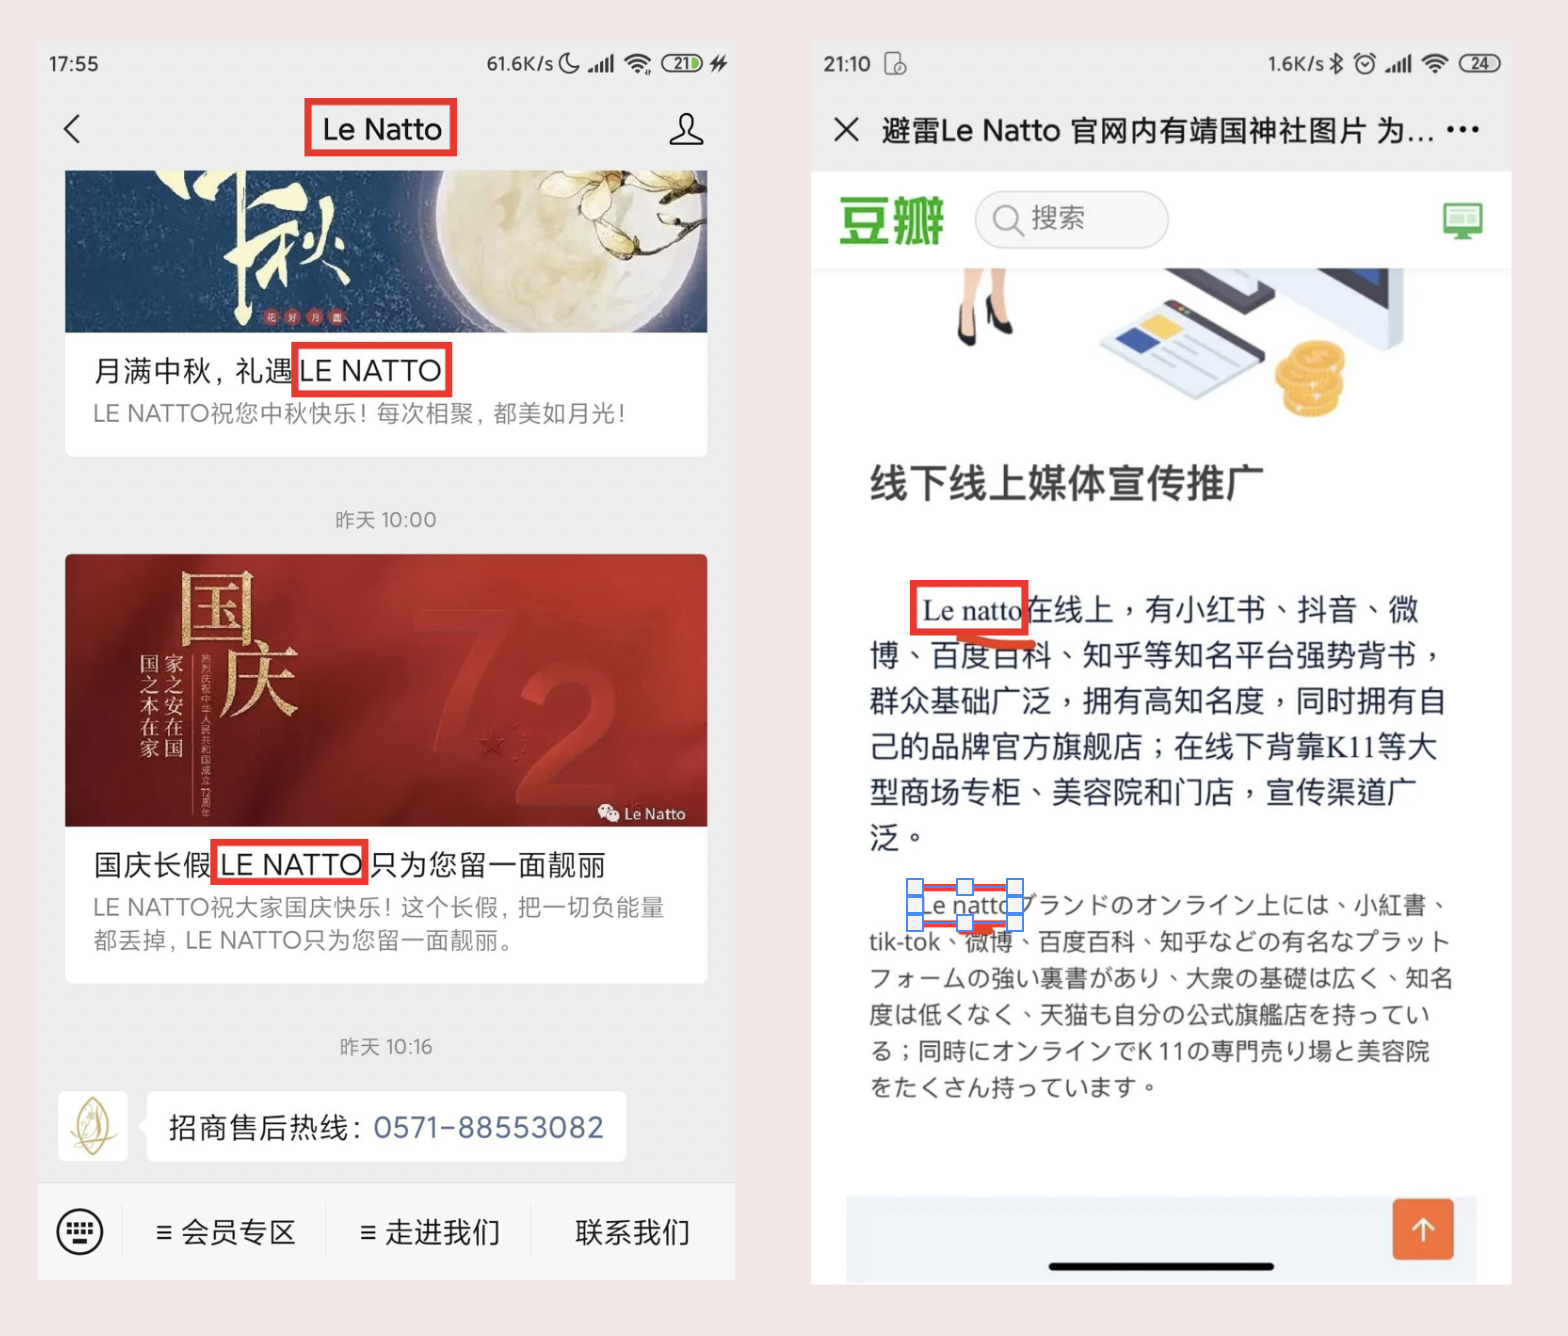 17:55
61.6K/s
21
Le Natto
中秋
花好月圆
月满中秋，礼遇LE NATTO
LE NATTO祝您中秋快乐！每次相聚，都美如月光！
昨天 10:00
国庆
家之安在国
国之本在家
热烈庆祝中华人民共和国成立72周年
72
Le Natto
国庆长假 LE NATTO 只为您留一面靓丽
LE NATTO祝大家国庆快乐！这个长假，把一切负能量
都丢掉，LE NATTO只为您留一面靓丽。
昨天 10:16
招商售后热线：0571-88553082
≡ 会员专区
≡ 走进我们
联系我们
21:10
1.6K/s
24
避雷Le Natto 官网内有靖国神社图片 为...
豆瓣
搜索
线下线上媒体宣传推广
Le natto在线上，有小红书、抖音、微
博、百度百科、知乎等知名平台强势背书，
群众基础广泛，拥有高知名度，同时拥有自
己的品牌官方旗舰店；在线下背靠K11等大
型商场专柜、美容院和门店，宣传渠道广
泛。
Le nattoブランドのオンライン上には、小紅書、
tik-tok、微博、百度百科、知乎などの有名なプラット
フォームの強い裏書があり、大衆の基礎は広く、知名
度は低くなく、天猫も自分の公式旗艦店を持ってい
る；同時にオンラインでK 11の専門売り場と美容院
をたくさん持っています。